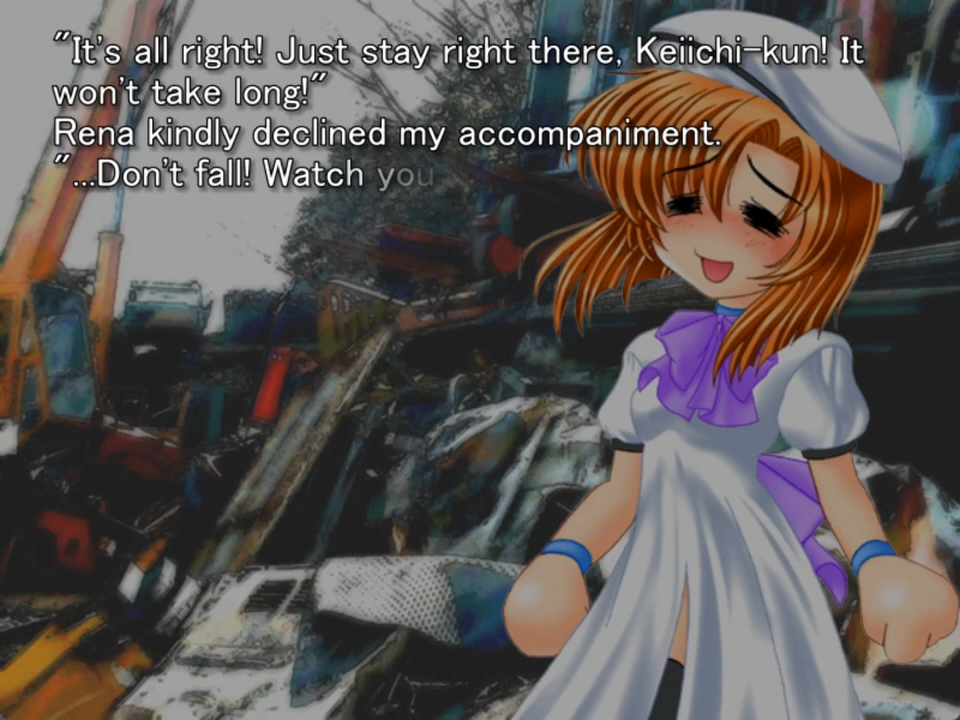 "It's all right! Just stay right there, Keiichi-kun! It
won't take long!"
Rena kindly declined my accompaniment.
"...Don't fall! Watch you